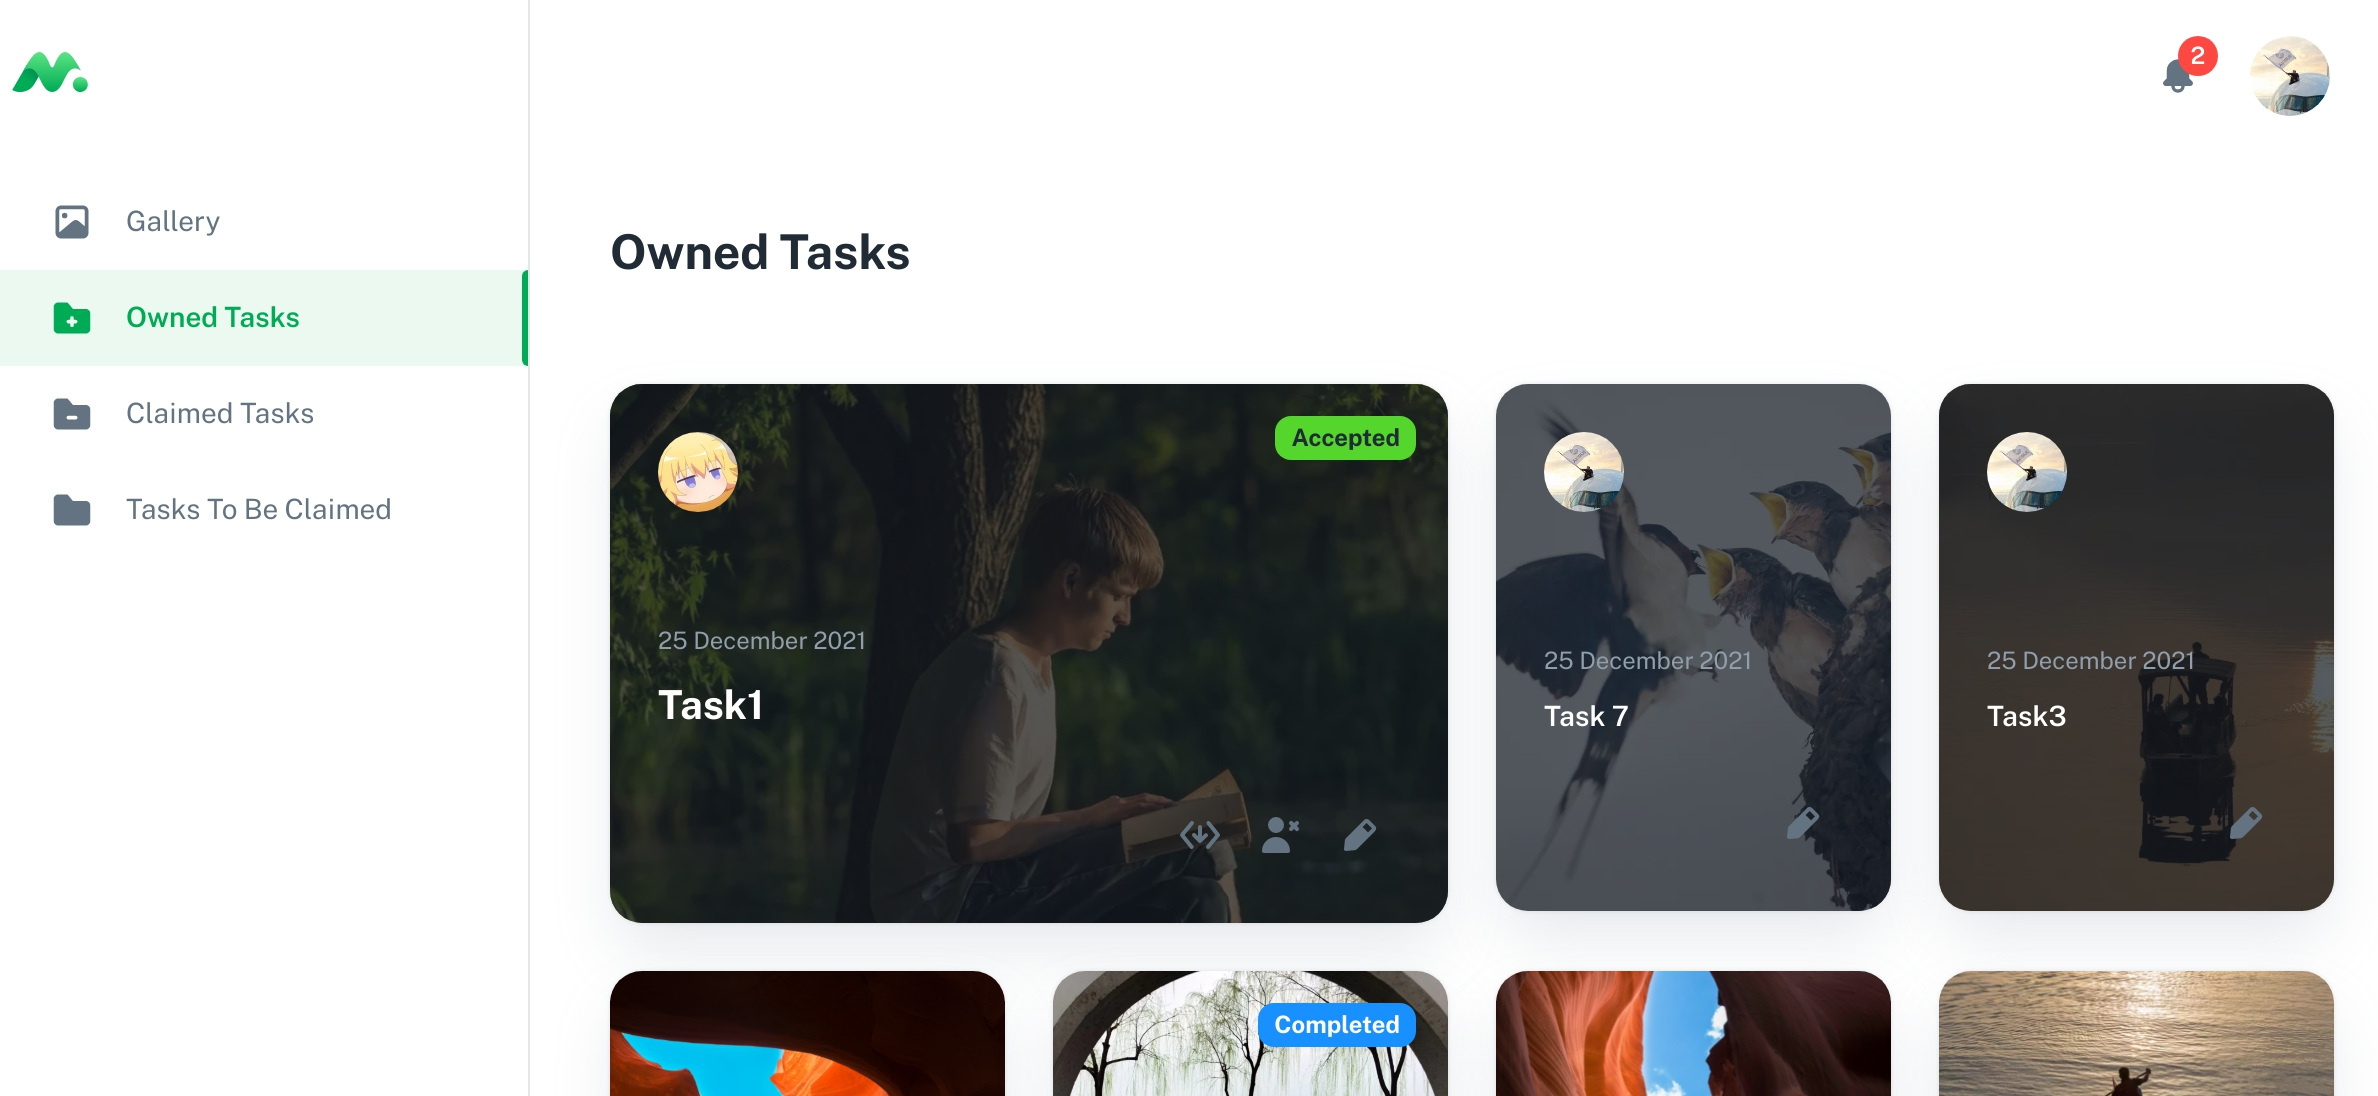 2
Gallery
Owned Tasks
Claimed Tasks
Tasks To Be Claimed
Owned Tasks
Accepted
25 December 2021
Task1
25 December 2021
Task 7
25 December 2021
Task3
Completed